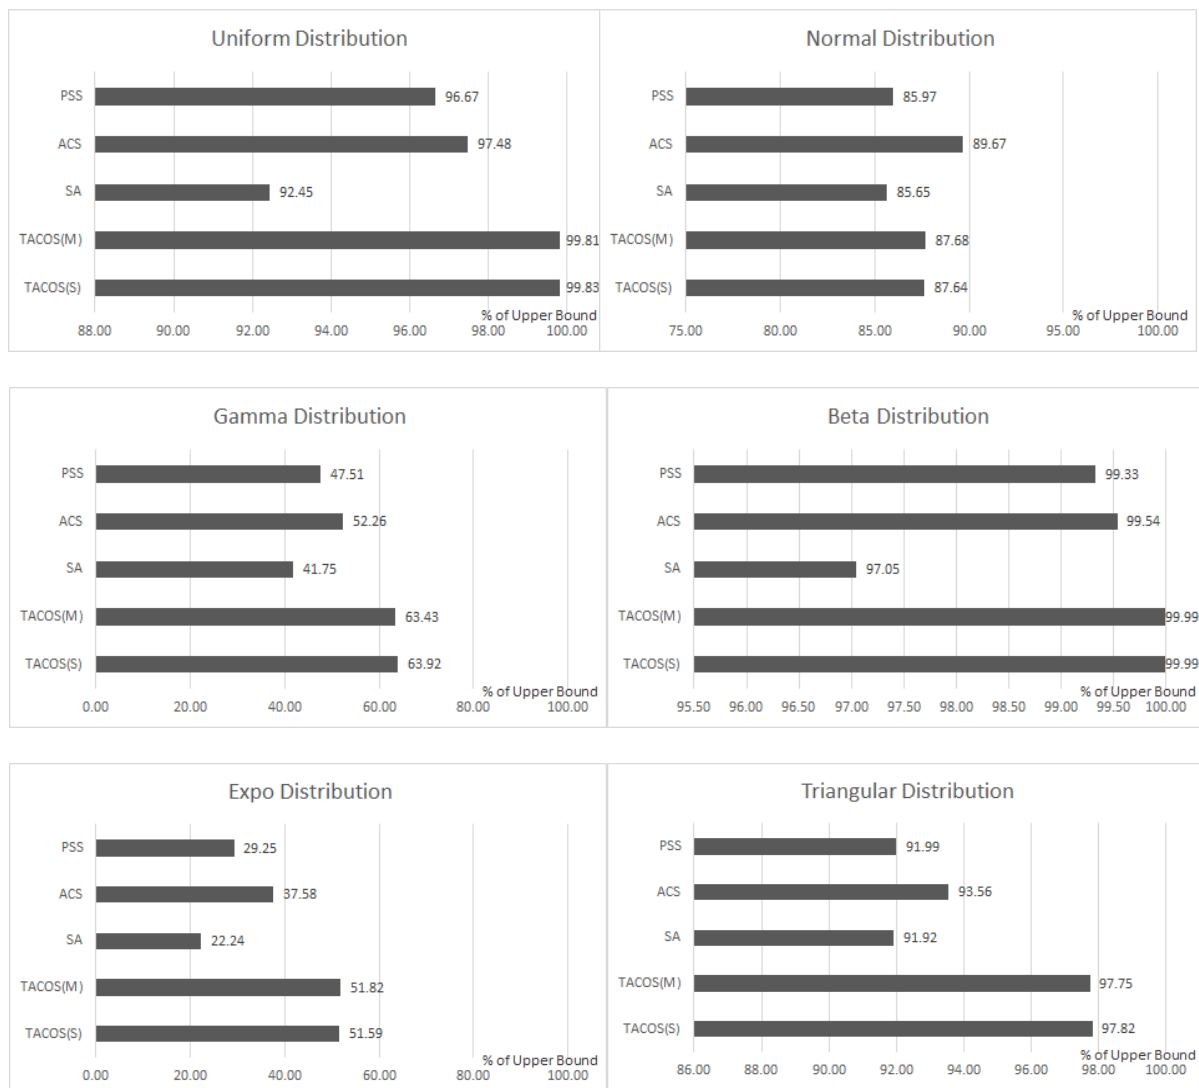 Uniform Distribution
PSS 96.67
ACS 97.48
SA 92.45
TACOS(M) 99.81
TACOS(S) 99.83
% of Upper Bound
88.00 90.00 92.00 94.00 96.00 98.00 100.00
Normal Distribution
PSS 85.97
ACS 89.67
SA 85.65
TACOS(M) 87.68
TACOS(S) 87.64
% of Upper Bound
75.00 80.00 85.00 90.00 95.00 100.00
Gamma Distribution
PSS 47.51
ACS 52.26
SA 41.75
TACOS(M) 63.43
TACOS(S) 63.92
% of Upper Bound
0.00 20.00 40.00 60.00 80.00 100.00
Beta Distribution
PSS 99.33
ACS 99.54
SA 97.05
TACOS(M) 99.99
TACOS(S) 99.99
% of Upper Bound
95.50 96.00 96.50 97.00 97.50 98.00 98.50 99.00 99.50 100.00
Expo Distribution
PSS 29.25
ACS 37.58
SA 22.24
TACOS(M) 51.82
TACOS(S) 51.59
% of Upper Bound
0.00 20.00 40.00 60.00 80.00 100.00
Triangular Distribution
PSS 91.99
ACS 93.56
SA 91.92
TACOS(M) 97.75
TACOS(S) 97.82
% of Upper Bound
86.00 88.00 90.00 92.00 94.00 96.00 98.00 100.00